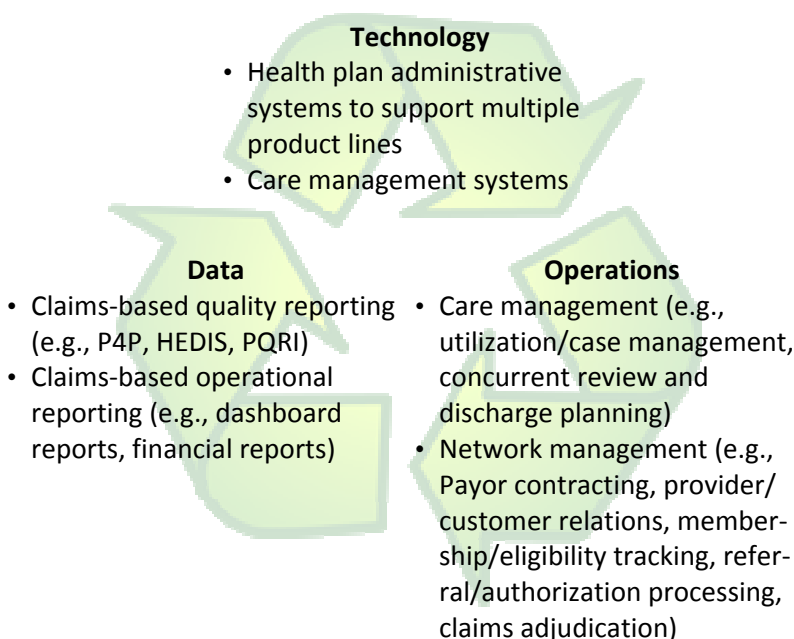 Technology
• Health plan administrative
systems to support multiple
product lines
• Care management systems
Data
• Claims-based quality reporting
(e.g., P4P, HEDIS, PQRI)
• Claims-based operational
reporting (e.g., dashboard
reports, financial reports)
Operations
• Care management (e.g.,
utilization/case management,
concurrent review and
discharge planning)
• Network management (e.g.,
Payor contracting, provider/
customer relations, member-
ship/eligibility tracking, refer-
ral/authorization processing,
claims adjudication)